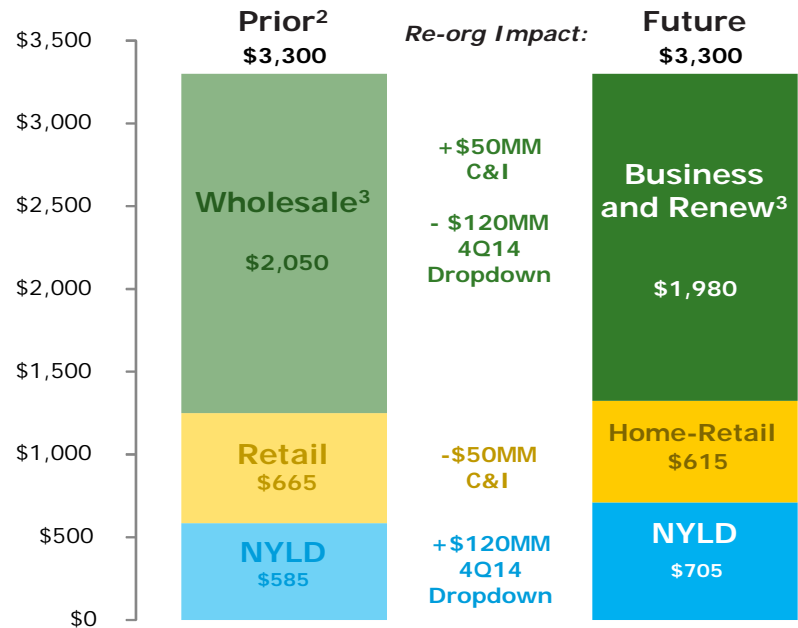 Prior²
Re-org Impact:
Future
$3,300
$3,300
$3,500
$3,000
$2,500
$2,000
$1,500
$1,000
$500
$0
Wholesale³
$2,050
Retail
$665
NYLD
$585
+$50MM
C&I
- $120MM
4Q14
Dropdown
-$50MM
C&I
+$120MM
4Q14
Dropdown
Business
and Renew³
$1,980
Home-Retail
$615
NYLD
$705